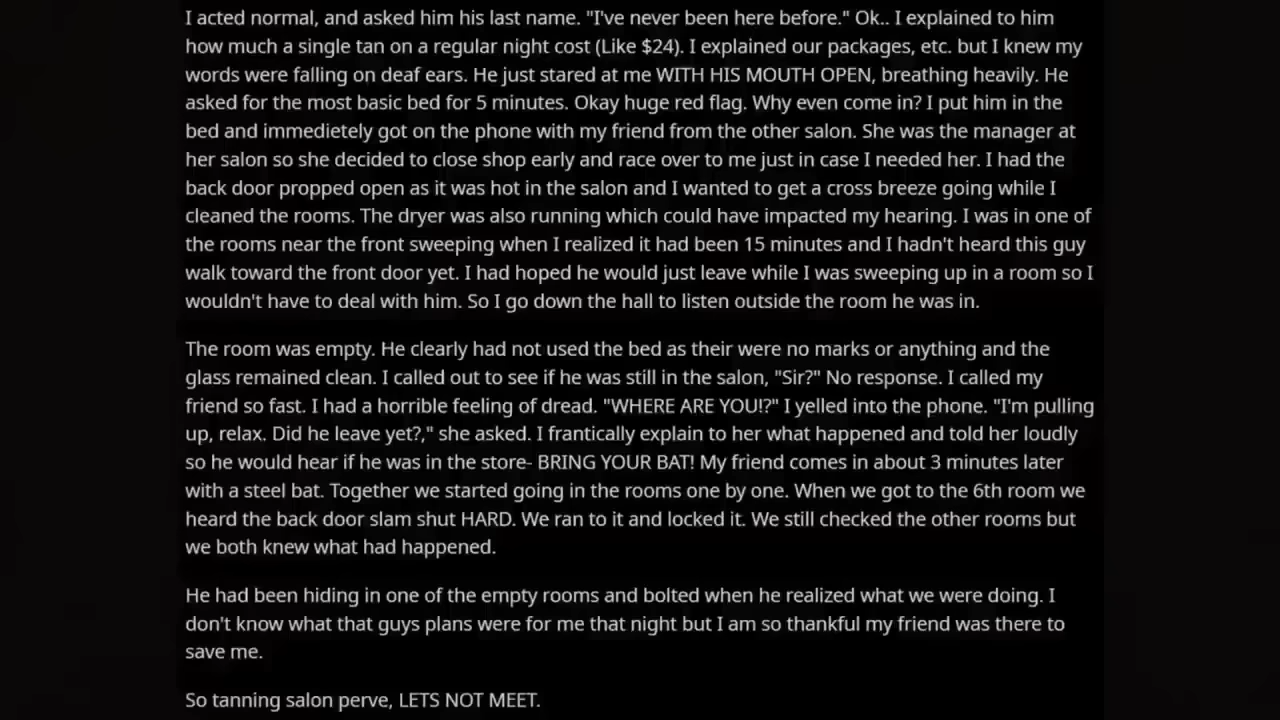 I acted normal, and asked him his last name. "I've never been here before." Ok.. I explained to him
how much a single tan on a regular night cost (Like $24). I explained our packages, etc. but I knew my
words were falling on deaf ears. He just stared at me WITH HIS MOUTH OPEN, breathing heavily. He
asked for the most basic bed for 5 minutes. Okay huge red flag. Why even come in? I put him in the
bed and immedietely got on the phone with my friend from the other salon. She was the manager at
her salon so she decided to close shop early and race over to me just in case I needed her. I had the
back door propped open as it was hot in the salon and I wanted to get a cross breeze going while I
cleaned the rooms. The dryer was also running which could have impacted my hearing. I was in one of
the rooms near the front sweeping when I realized it had been 15 minutes and I hadn't heard this guy
walk toward the front door yet. I had hoped he would just leave while I was sweeping up in a room so I
wouldn't have to deal with him. So I go down the hall to listen outside the room he was in.
The room was empty. He clearly had not used the bed as their were no marks or anything and the
glass remained clean. I called out to see if he was still in the salon, "Sir?" No response. I called my
friend so fast. I had a horrible feeling of dread. "WHERE ARE YOU!?" I yelled into the phone. "I'm pulling
up, relax. Did he leave yet?," she asked. I frantically explain to her what happened and told her loudly
so he would hear if he was in the store- BRING YOUR BAT! My friend comes in about 3 minutes later
with a steel bat. Together we started going in the rooms one by one. When we got to the 6th room we
heard the back door slam shut HARD. We ran to it and locked it. We still checked the other rooms but
we both knew what had happened.
He had been hiding in one of the empty rooms and bolted when he realized what we were doing. I
don't know what that guys plans were for me that night but I am so thankful my friend was there to
save me.
So tanning salon perve, LETS NOT MEET.